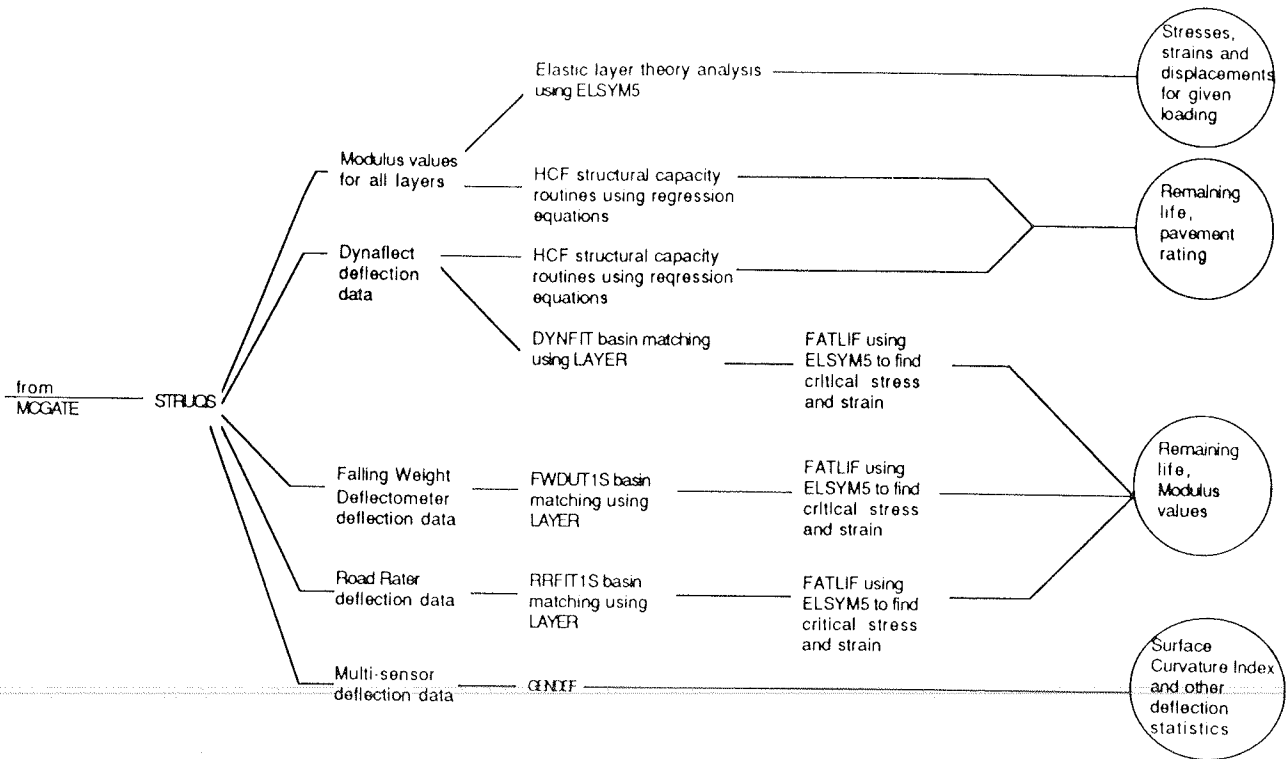 from
MCGATE
STRUQS
Modulus values
for all layers
Elastic layer theory analysis
using ELSYM5
Stresses,
strains and
displacements
for given
loading
HCF structural capacity
routines using regression
equations
Dynaflect
deflection
data
HCF structural capacity
routines using regression
equations
Remaining
life,
pavement
rating
DYNFIT basin matching
using LAYER
FATLIF using
ELSYM5 to find
critical stress
and strain
Falling Weight
Deflectometer
deflection data
FWDUT1S basin
matching using
LAYER
FATLIF using
ELSYM5 to find
critical stress
and strain
Remaining
life,
Modulus
values
Road Rater
deflection data
RRFIT1S basin
matching using
LAYER
FATLIF using
ELSYM5 to find
critical stress
and strain
Multi-sensor
deflection data
GENDEF
Surface
Curvature Index
and other
deflection
statistics